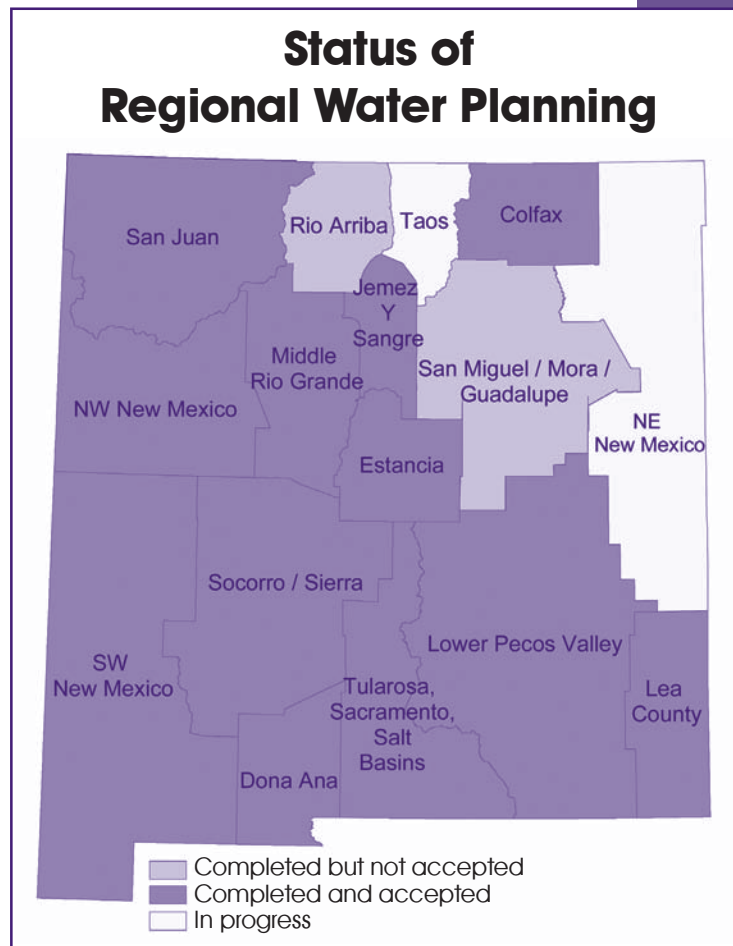 Status of
Regional Water Planning
San Juan
Rio Arriba
Taos
Colfax
Jemez
Y
Sangre
Middle
Rio Grande
San Miguel / Mora /
Guadalupe
NW New Mexico
NE
New Mexico
Estancia
Socorro / Sierra
Lower Pecos Valley
SW
New Mexico
Tularosa,
Sacramento,
Salt
Basins
Lea
County
Dona Ana
Completed but not accepted
Completed and accepted
In progress